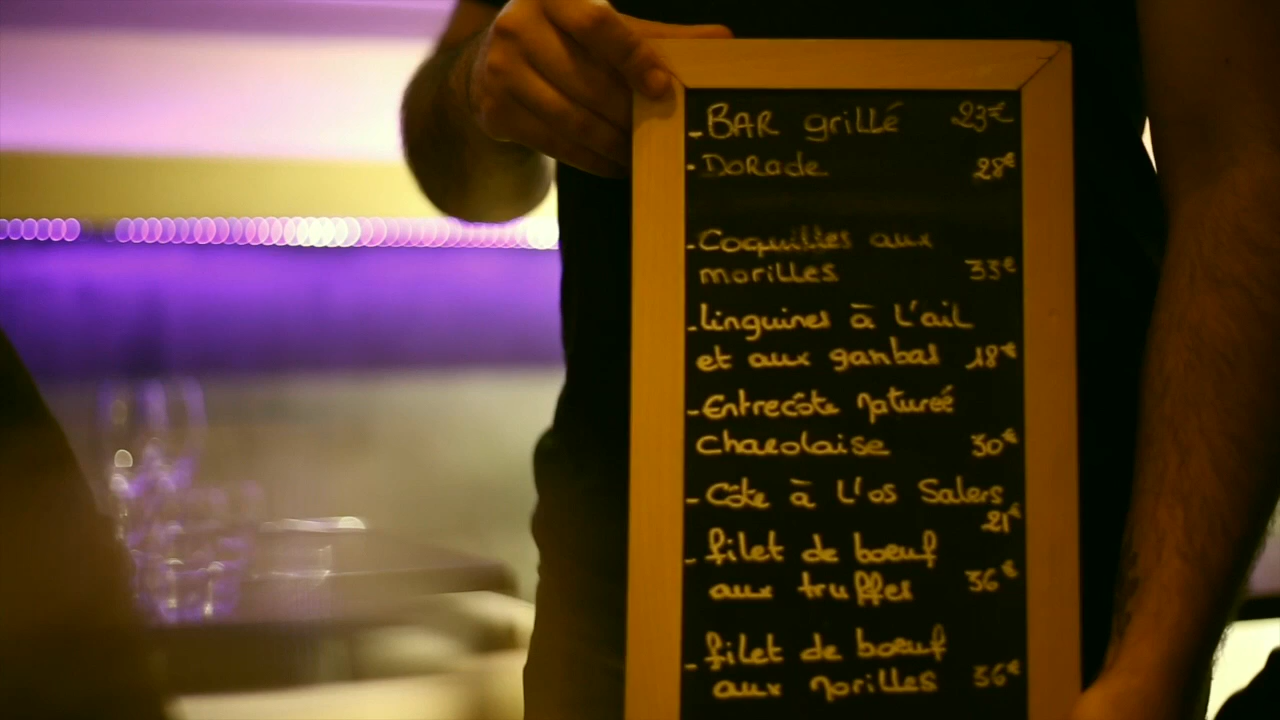 - BAR grillé 23€
- Dorade 28€
- Coquilles aux
morilles 33€
- linguines à l'ail
et aux gambas 18€
- Entrecôte maturée
Charolaise 30€
- Côte à l'os Salers
21€
- filet de boeuf
aux truffes 36€
- filet de boeuf
aux morilles 36€